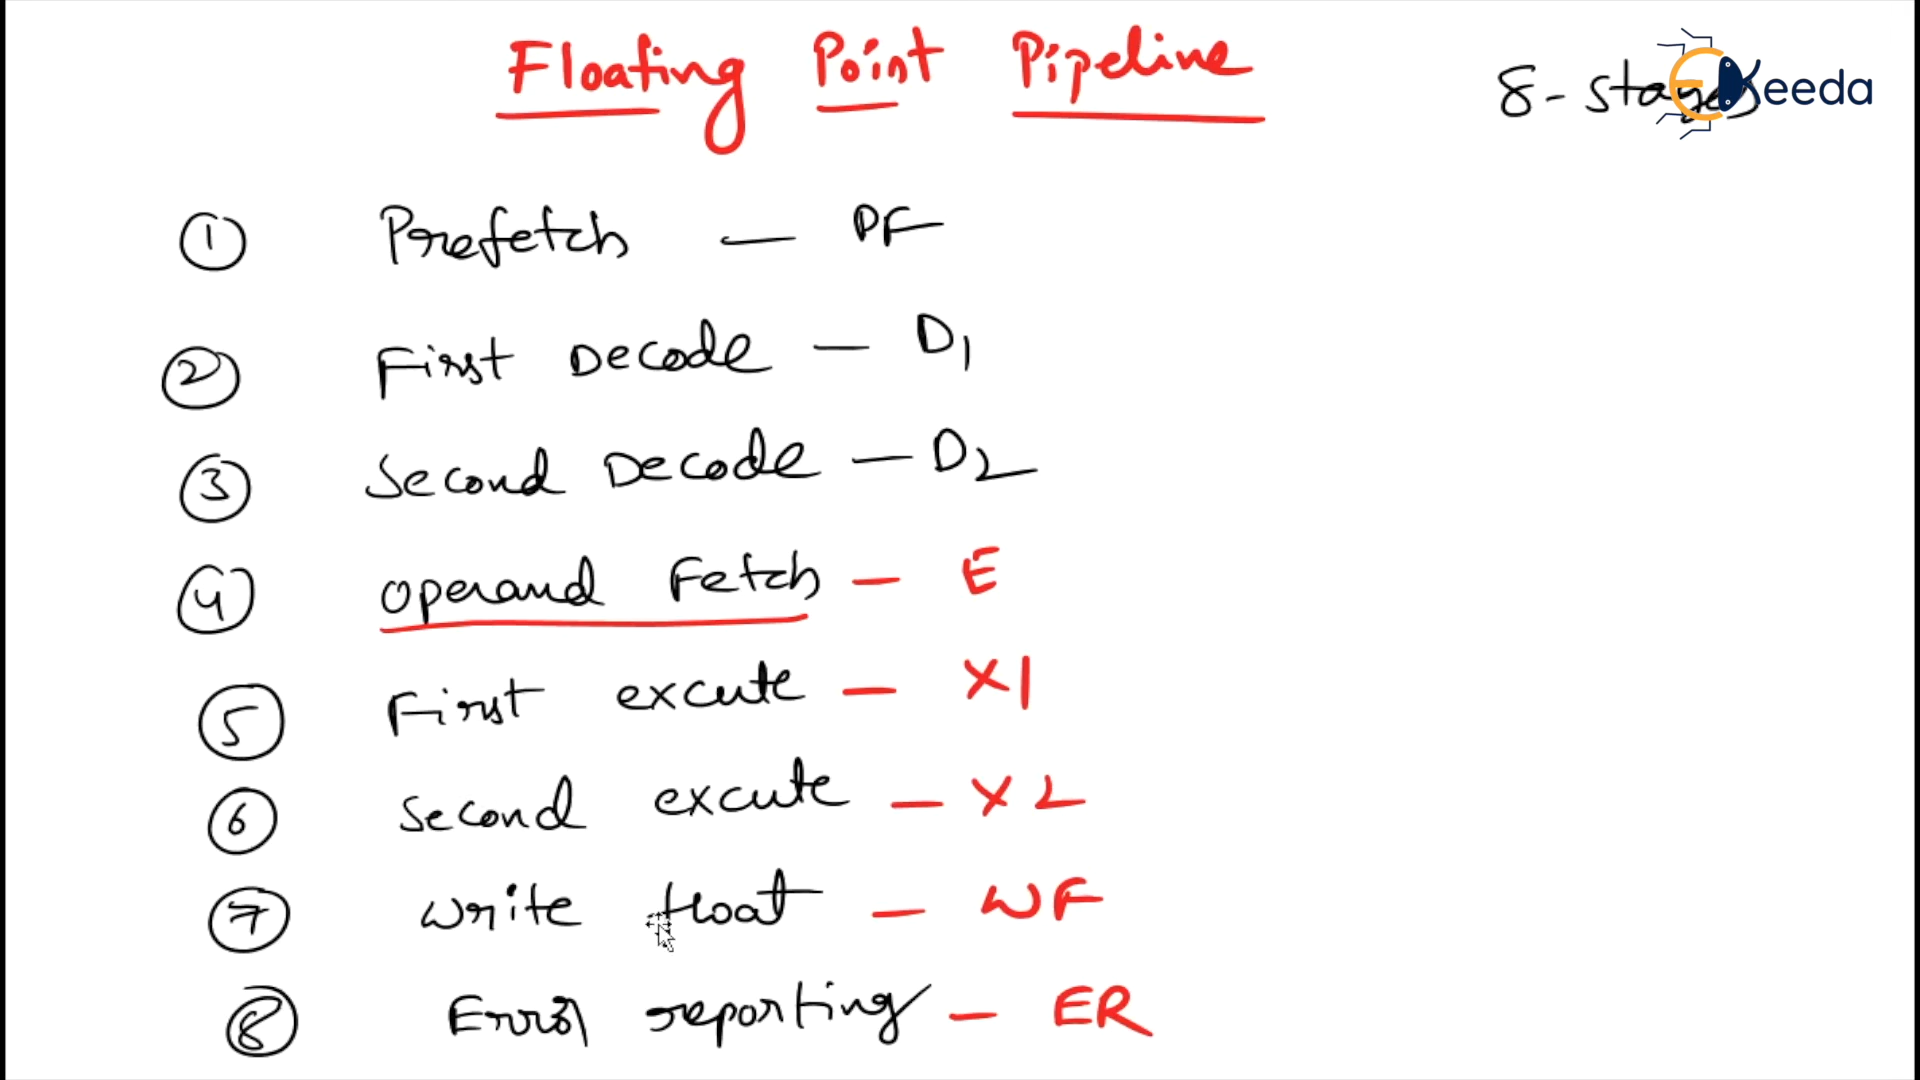 Floating Point Pipeline
8-stages
Keeda
① Prefetch — PF
② First Decode — D1
③ Second Decode — D2
④ operand Fetch — E
⑤ First excute — X1
⑥ Second excute — X2
⑦ write float — WF
⑧ Error reporting — ER